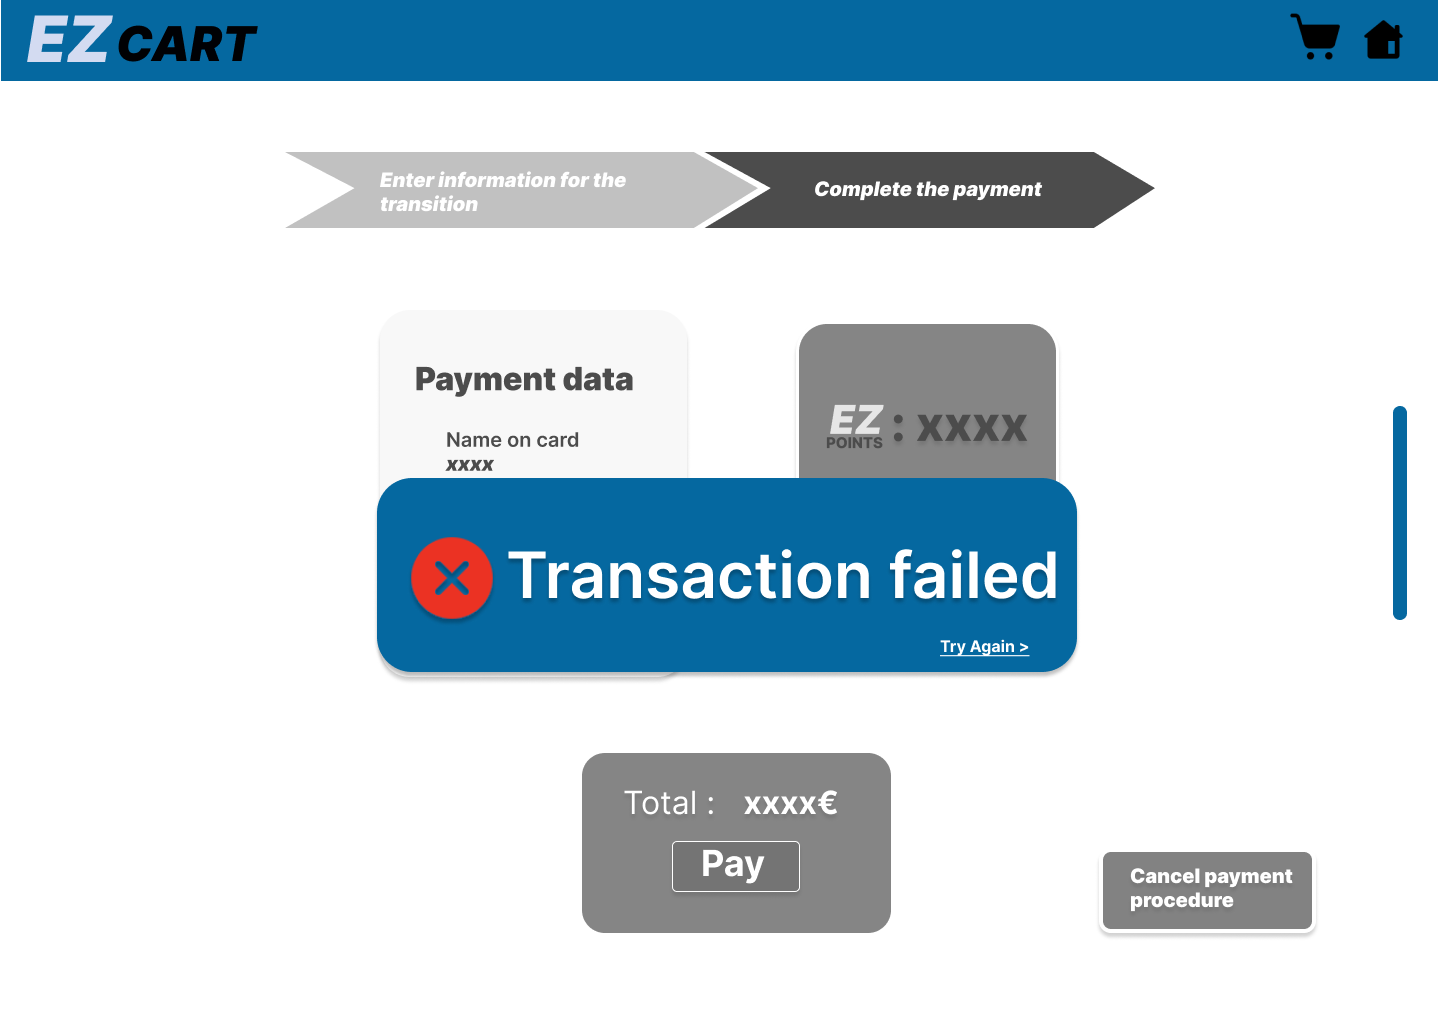 EZ CART
Enter information for the
transition
Complete the payment
Payment data
Name on card
xxxx
EZ
POINTS
: xxxx
Transaction failed
Try Again >
Total : xxxx€
Pay
Cancel payment
procedure